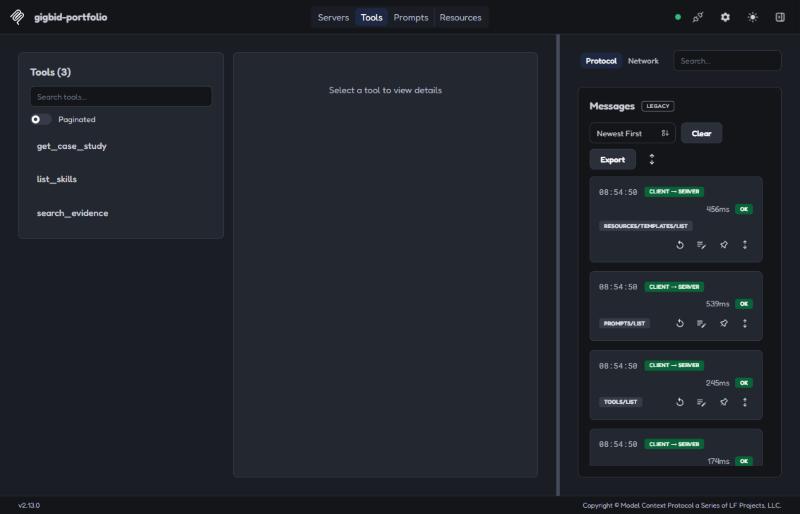 gigbid-portfolio
Servers Tools Prompts Resources
Tools (3)
Search tools...
Paginated
get_case_study
list_skills
search_evidence
Select a tool to view details
Protocol Network Search...
Messages LEGACY
Newest First Clear
Export
08:54:50 CLIENT → SERVER
456ms OK
RESOURCES/TEMPLATES/LIST
08:54:50 CLIENT → SERVER
539ms OK
PROMPTS/LIST
08:54:50 CLIENT → SERVER
245ms OK
TOOLS/LIST
08:54:50 CLIENT → SERVER
174ms OK
v2.13.0
Copyright © Model Context Protocol a Series of LF Projects, LLC.